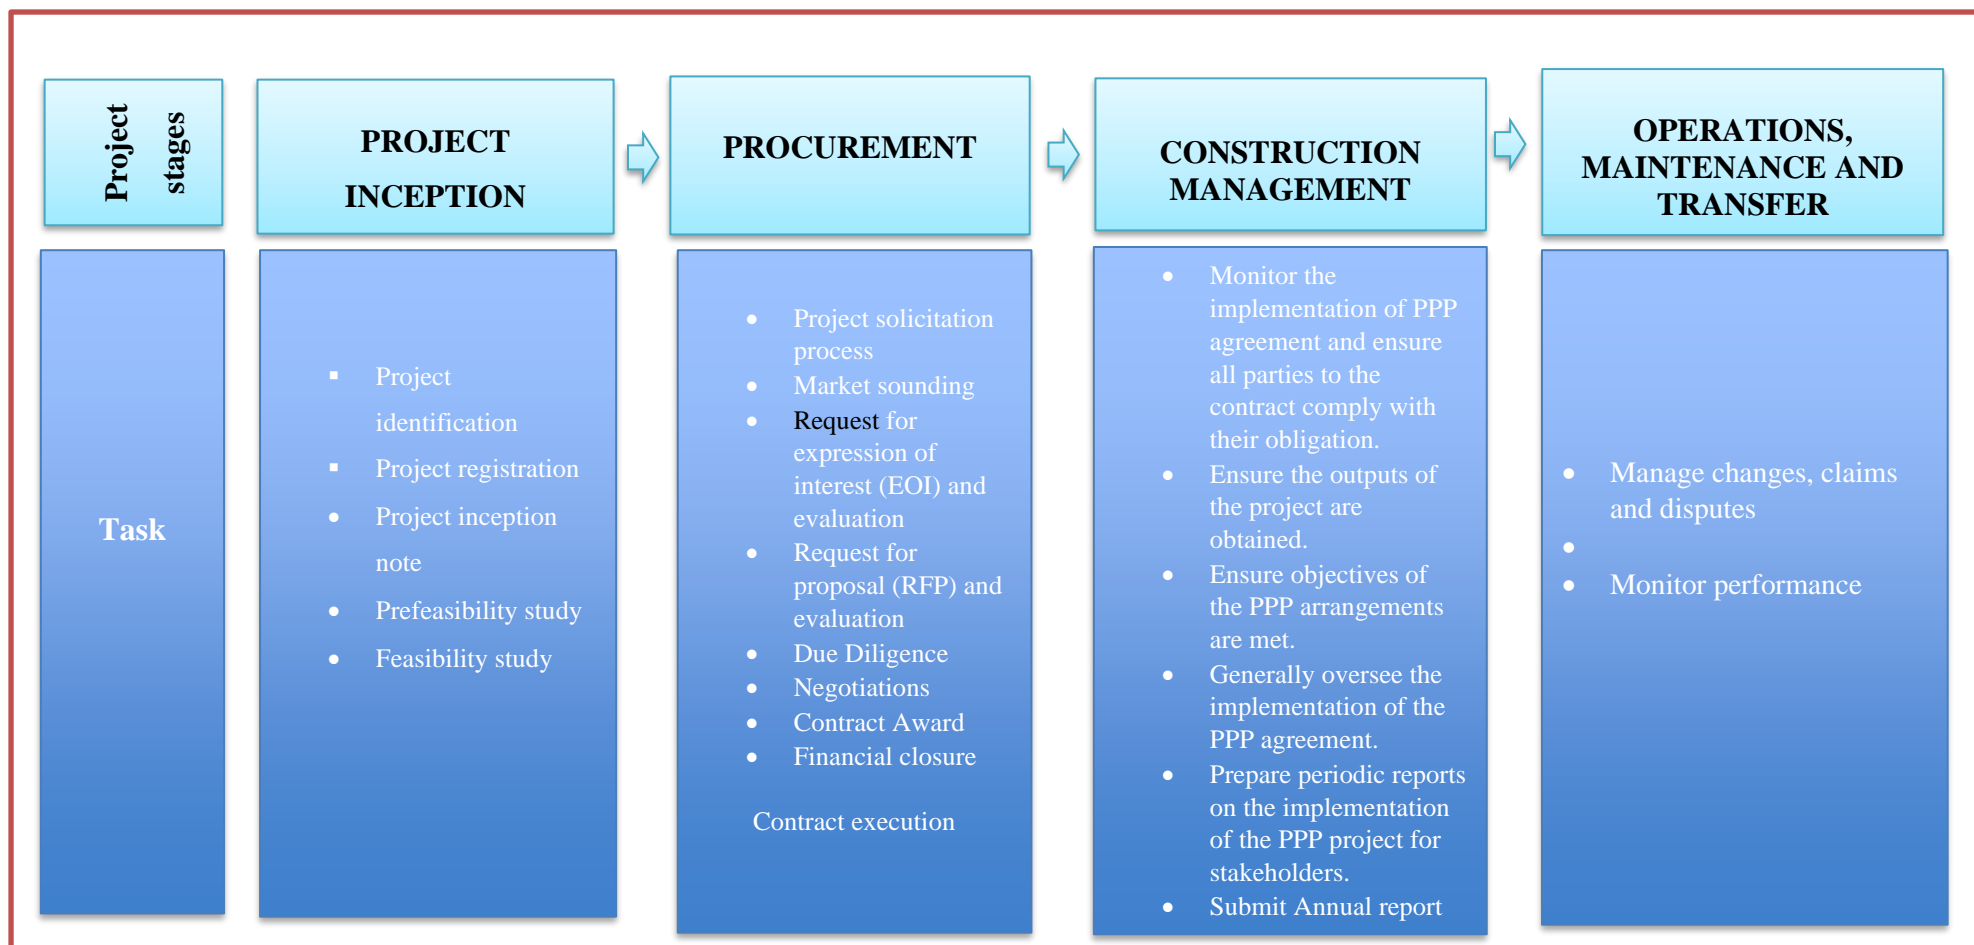 Project
stages
PROJECT
INCEPTION
PROCUREMENT
CONSTRUCTION
MANAGEMENT
OPERATIONS,
MAINTENANCE AND
TRANSFER
Task
Project
identification
Project registration
Project inception
note
Prefeasibility study
Feasibility study
Project solicitation
process
Market sounding
Request for
expression of
interest (EOI) and
evaluation
Request for
proposal (RFP) and
evaluation
Due Diligence
Negotiations
Contract Award
Financial closure
Contract execution
Monitor the
implementation of PPP
agreement and ensure
all parties to the
contract comply with
their obligation.
Ensure the outputs of
the project are
obtained.
Ensure objectives of
the PPP arrangements
are met.
Generally oversee the
implementation of the
PPP agreement.
Prepare periodic reports
on the implementation
of the PPP project for
stakeholders.
Submit Annual report
Manage changes, claims
and disputes
Monitor performance